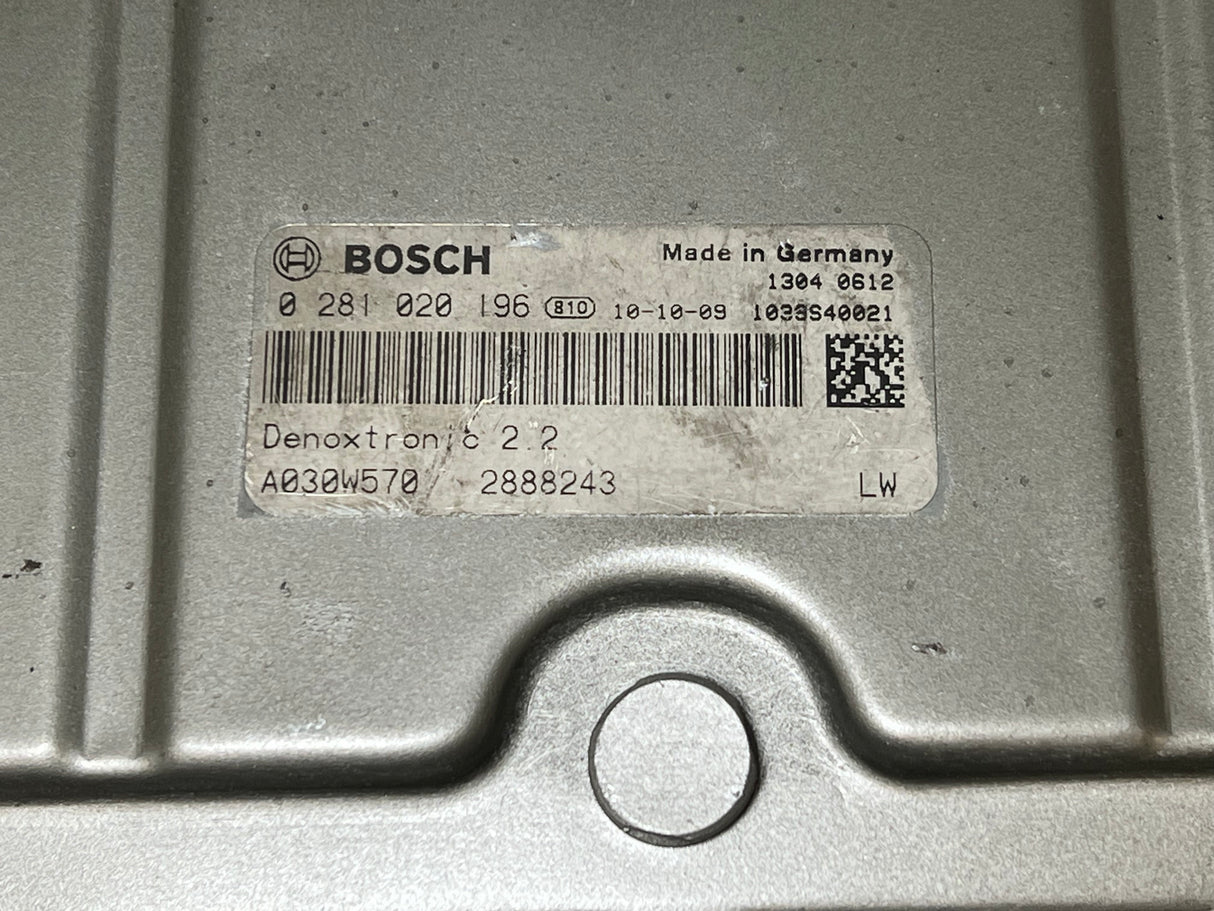 BOSCH Made in Germany
1304 0612
0 281 020 196 810 10-10-09 1033S40021
Denoxtronic 2.2
A030W570 2888243 LW